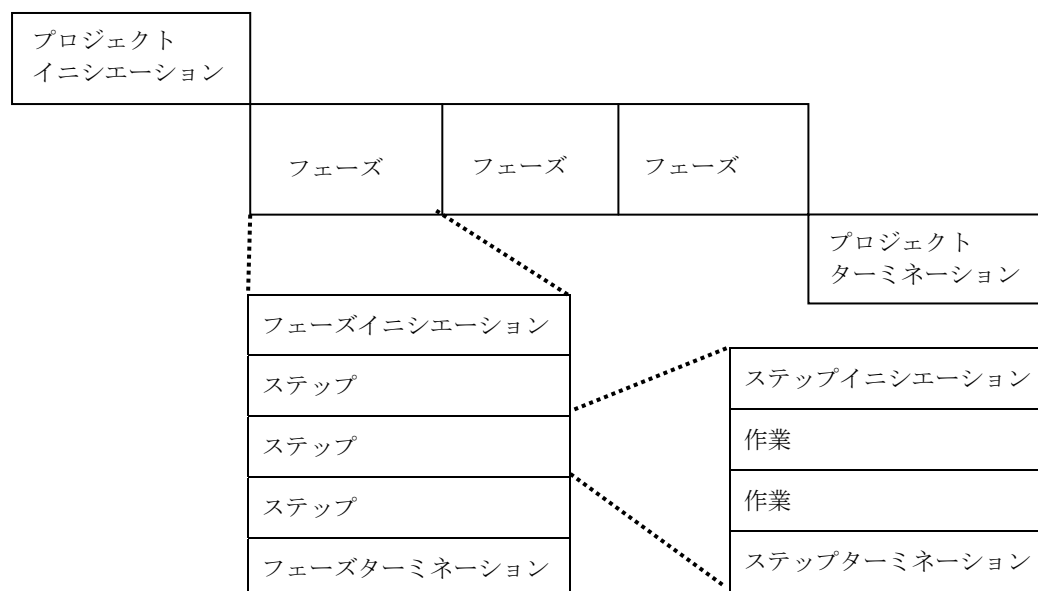 プロジェクト
イニシエーション
フェーズ
フェーズ
フェーズ
プロジェクト
ターミネーション
フェーズイニシエーション
ステップ
ステップ
ステップ
フェーズターミネーション
ステップイニシエーション
作業
作業
ステップターミネーション